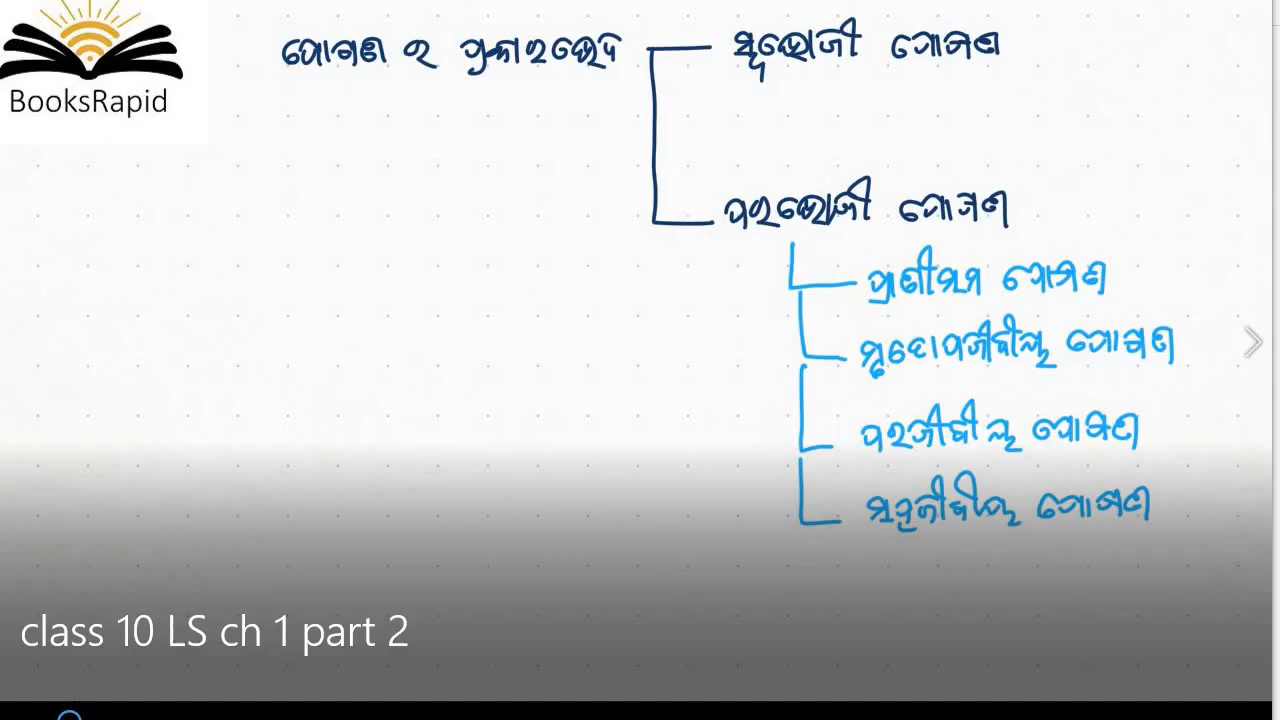 BooksRapid
ପୋଷଣ ର ପ୍ରକାରଭେଦ
ସ୍ୱଭୋଜୀ ପୋଷଣ
ପରଭୋଜୀ ପୋଷଣ
ପ୍ରାଣୀସମ ପୋଷଣ
ମୃତୋପଜୀବୀୟ ପୋଷଣ
ପରଜୀବୀୟ ପୋଷଣ
ସହଜୀବୀୟ ପୋଷଣ
class 10 LS ch 1 part 2